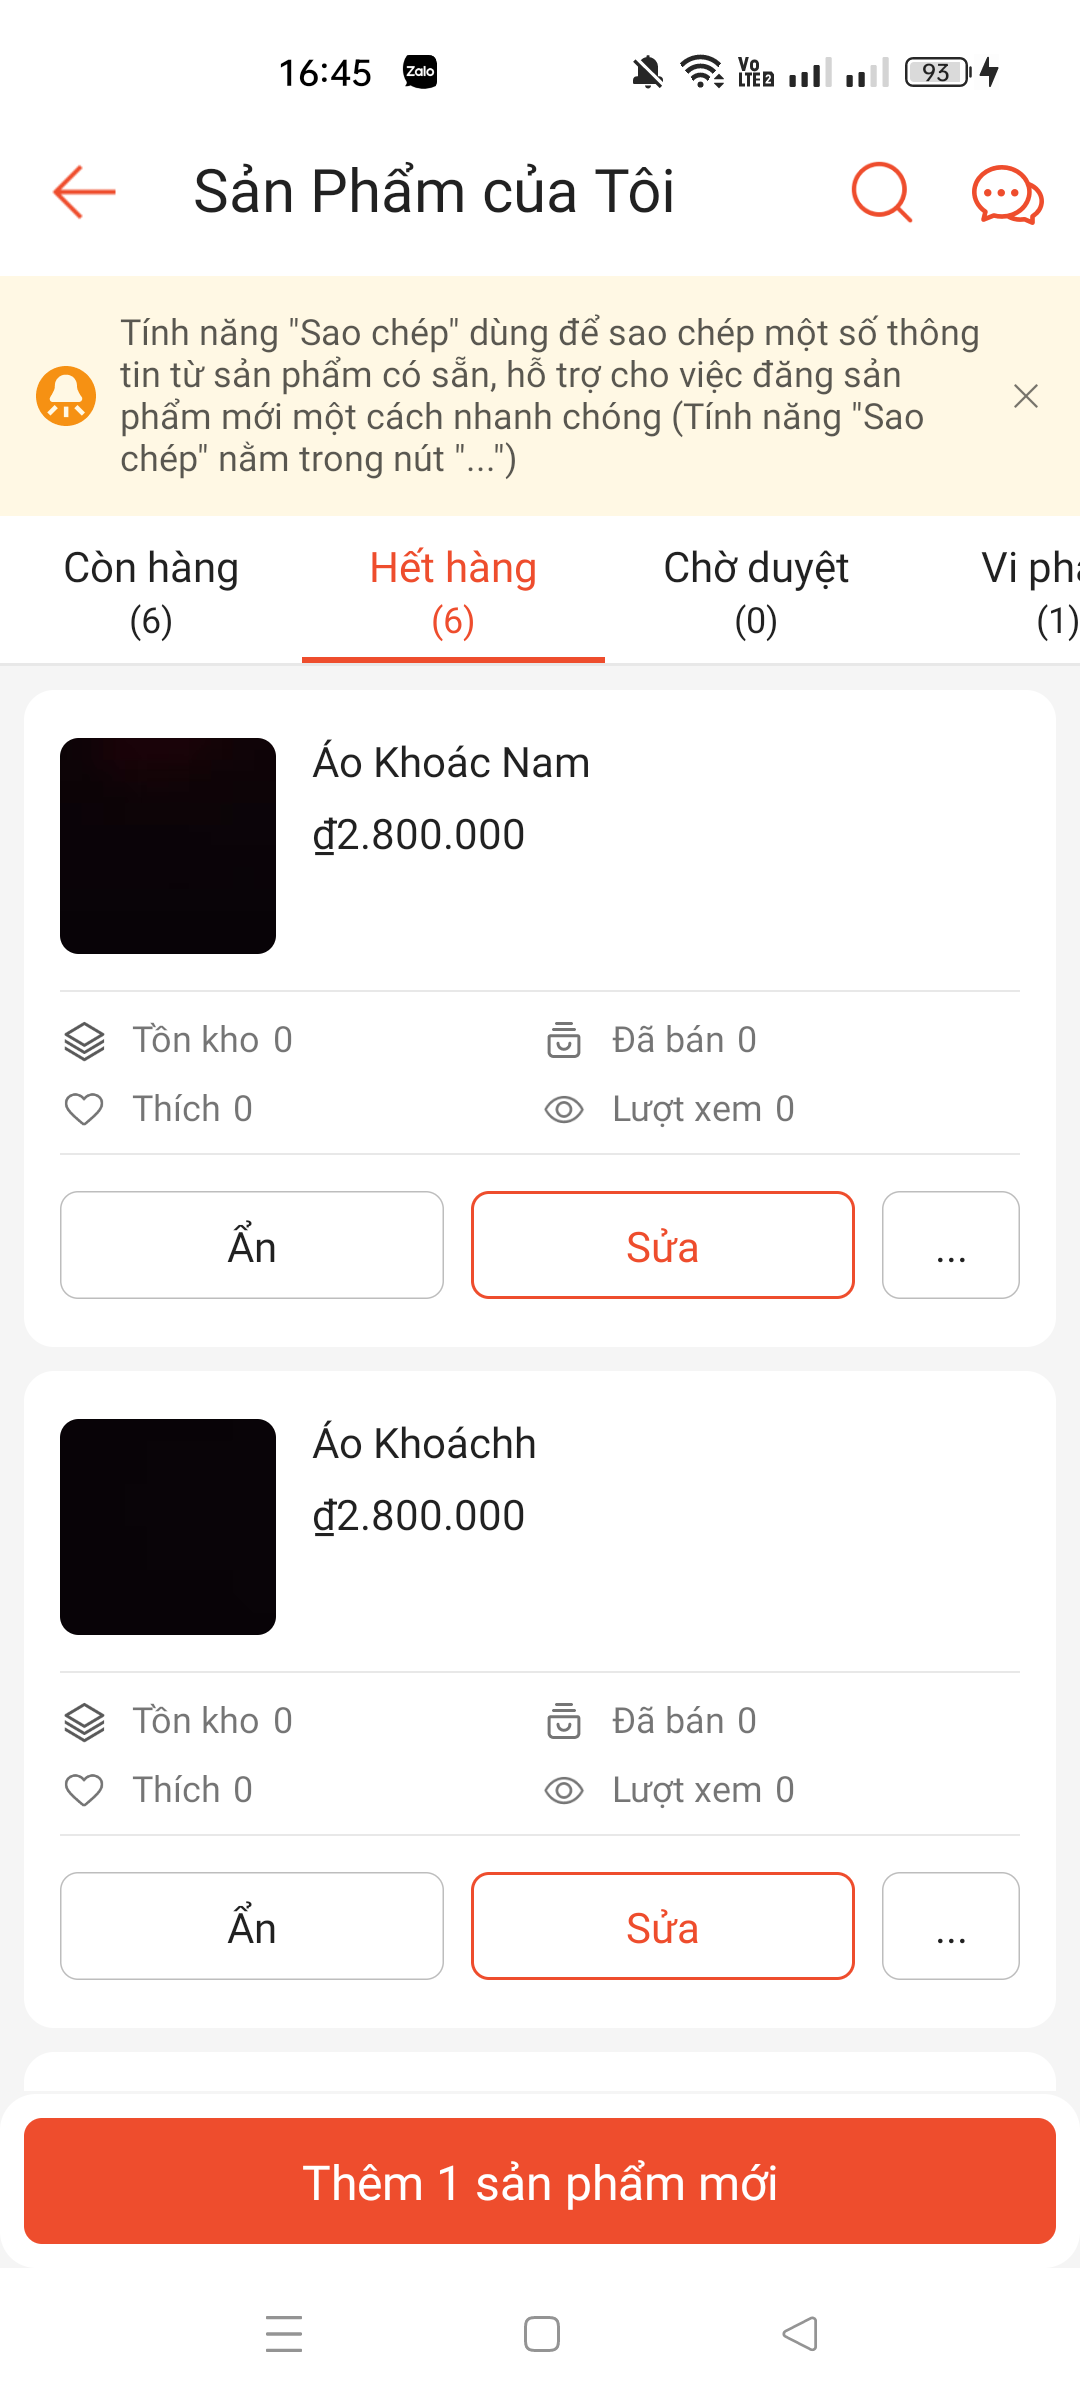 16:45
Zalo
Vo
LTE 2
93
Sản Phẩm của Tôi
Tính năng "Sao chép" dùng để sao chép một số thông
tin từ sản phẩm có sẵn, hỗ trợ cho việc đăng sản
phẩm mới một cách nhanh chóng (Tính năng "Sao
chép" nằm trong nút "...")
Còn hàng
(6)
Hết hàng
(6)
Chờ duyệt
(0)
Vi phạ
(1)
Áo Khoác Nam
₫2.800.000
Tồn kho 0
Đã bán 0
Thích 0
Lượt xem 0
Ẩn
Sửa
...
Áo Khoáchh
₫2.800.000
Tồn kho 0
Đã bán 0
Thích 0
Lượt xem 0
Ẩn
Sửa
...
Thêm 1 sản phẩm mới